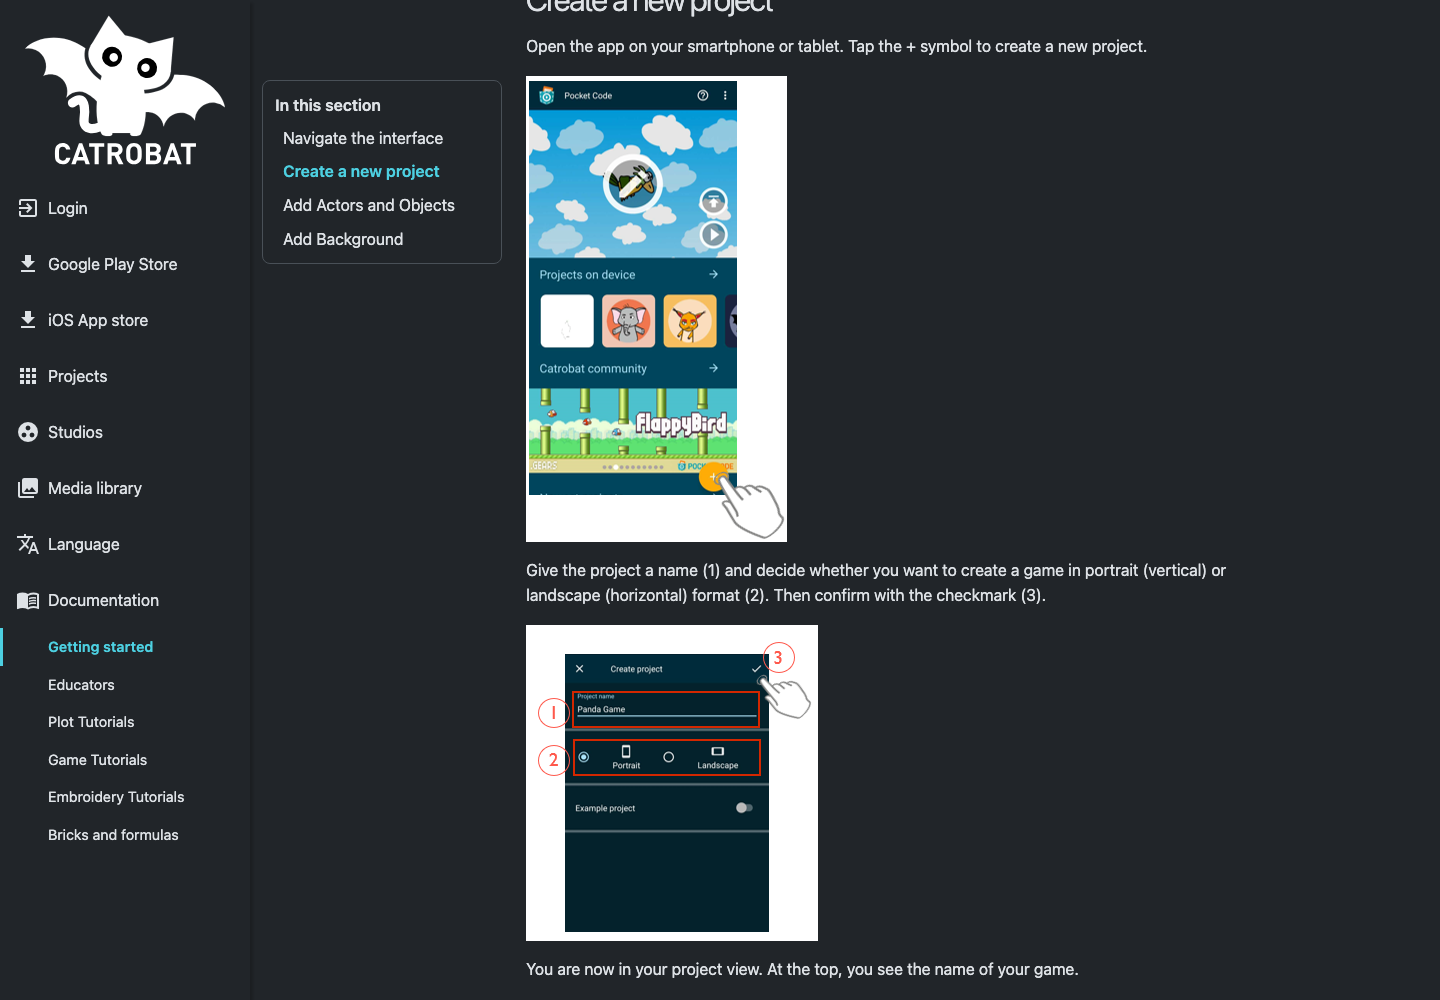 CATROBAT
Login
Google Play Store
iOS App store
Projects
Studios
Media library
Language
Documentation
Getting started
Educators
Plot Tutorials
Game Tutorials
Embroidery Tutorials
Bricks and formulas
In this section
Navigate the interface
Create a new project
Add Actors and Objects
Add Background
Create a new project
Open the app on your smartphone or tablet. Tap the + symbol to create a new project.
Pocket Code
Projects on device
Catrobat community
FlappyBird
Give the project a name (1) and decide whether you want to create a game in portrait (vertical) or
landscape (horizontal) format (2). Then confirm with the checkmark (3).
3
Create project
1
Project name
Panda Game
2
Portrait
Landscape
Example project
You are now in your project view. At the top, you see the name of your game.